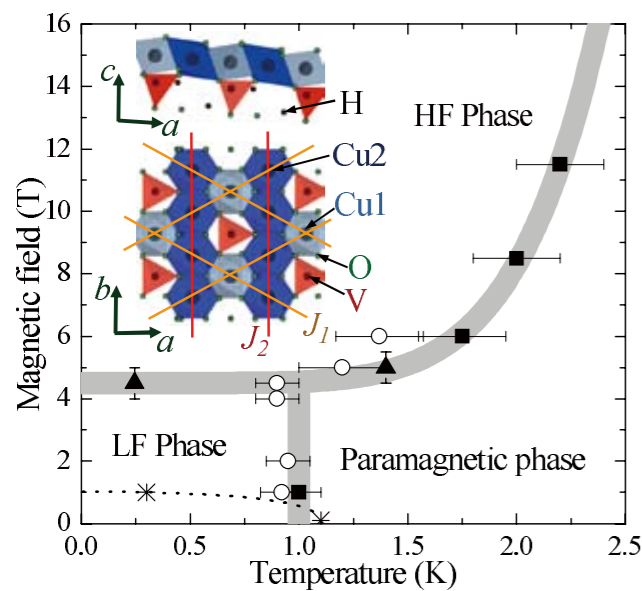 16
14
12
10
8
6
4
2
0
Magnetic field (T)
c
a
H
HF Phase
Cu2
Cu1
O
V
b
a
J2
J1
LF Phase
Paramagnetic phase
0.0 0.5 1.0 1.5 2.0 2.5
Temperature (K)